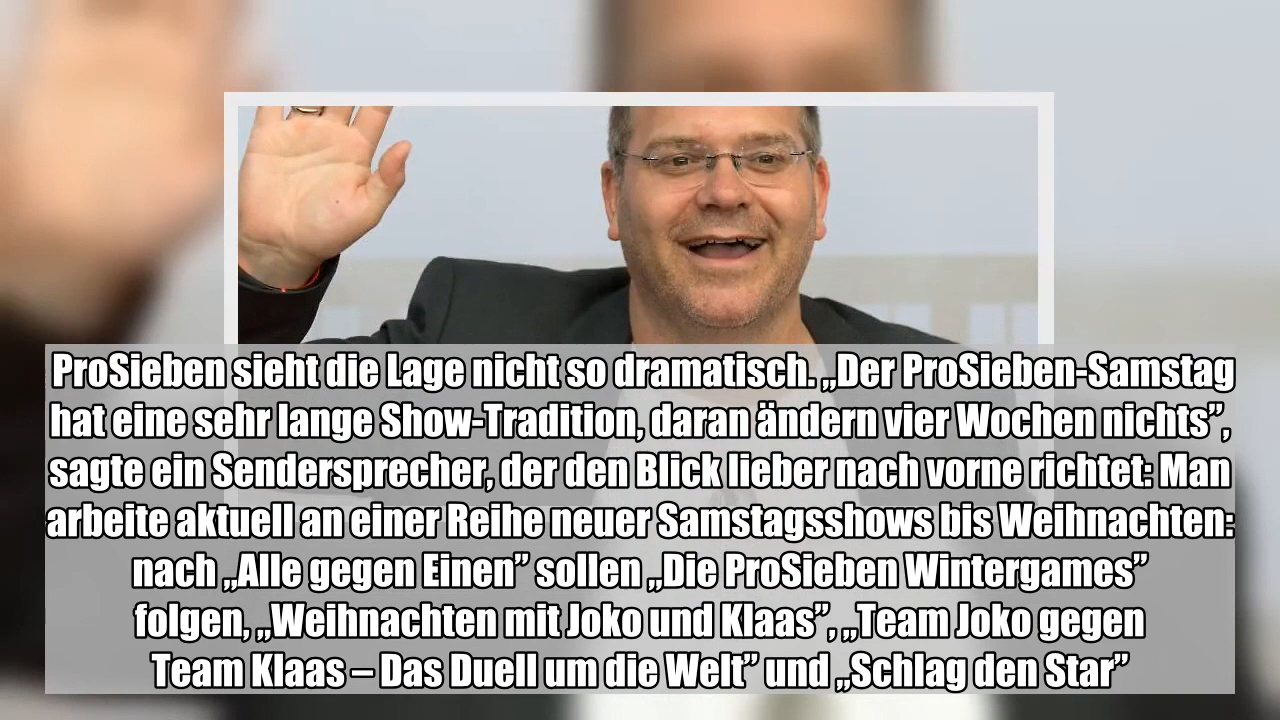 ProSieben sieht die Lage nicht so dramatisch. „Der ProSieben-Samstag
hat eine sehr lange Show-Tradition, daran ändern vier Wochen nichts”,
sagte ein Sendersprecher, der den Blick lieber nach vorne richtet: Man
arbeite aktuell an einer Reihe neuer Samstagsshows bis Weihnachten:
nach „Alle gegen Einen” sollen „Die ProSieben Wintergames”
folgen, „Weihnachten mit Joko und Klaas”, „Team Joko gegen
Team Klaas – Das Duell um die Welt” und „Schlag den Star”